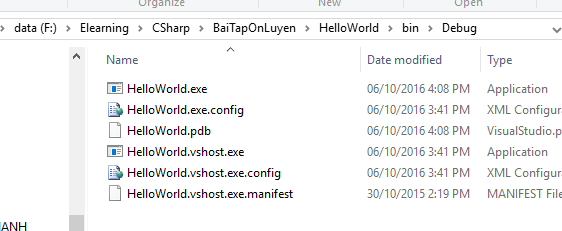 Organize New Open
data (F:) Elearning CSharp BaiTapOnLuyen HelloWorld bin Debug
Name Date modified Type
HelloWorld.exe 06/10/2016 4:08 PM Application
HelloWorld.exe.config 06/10/2016 3:41 PM XML Configura
HelloWorld.pdb 06/10/2016 4:08 PM VisualStudio.p
HelloWorld.vshost.exe 06/10/2016 3:41 PM Application
HelloWorld.vshost.exe.config 06/10/2016 3:41 PM XML Configura
HelloWorld.vshost.exe.manifest 30/10/2015 2:19 PM MANIFEST File
ANH